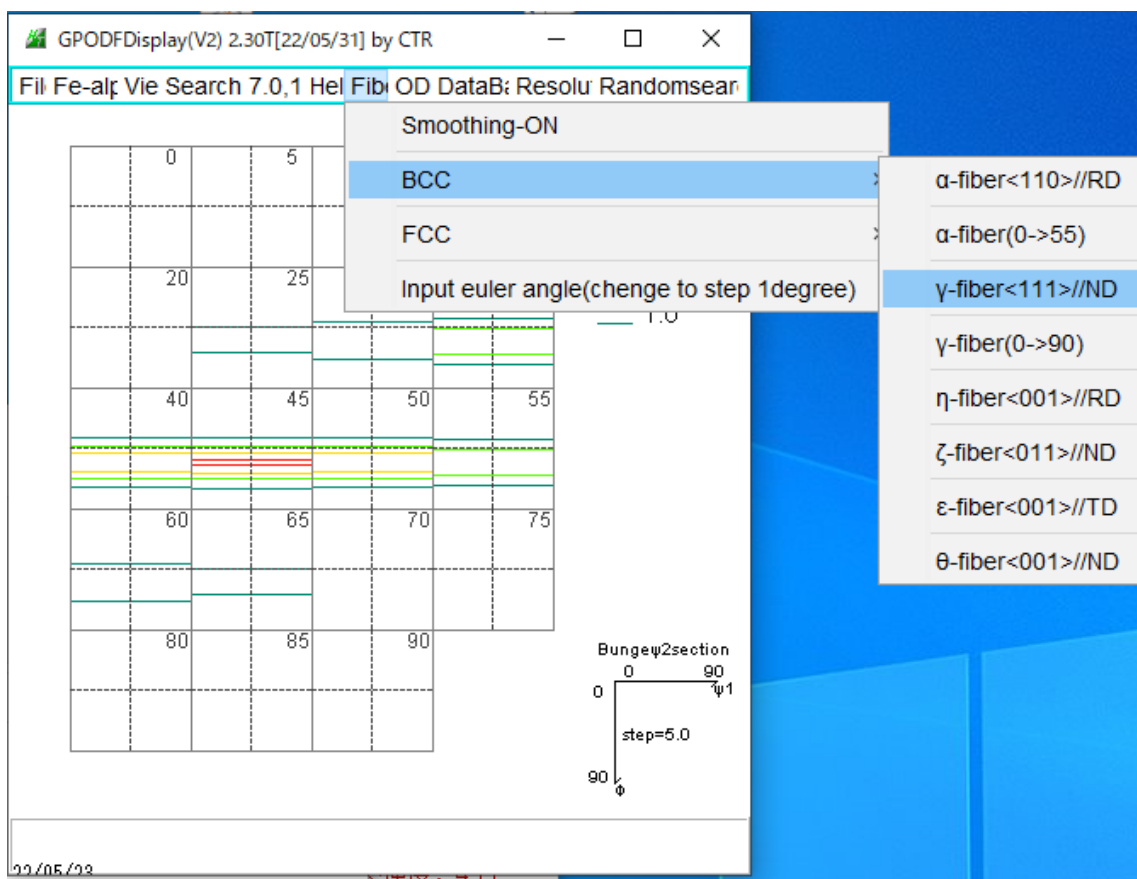 GPODFDisplay(V2) 2.30T[22/05/31] by CTR
Fil Fe-alp Vie Search 7.0,1 Hel Fibe OD DataBa Resolu Randomsear
Smoothing-ON
BCC
FCC
Input euler angle(chenge to step 1degree)
α-fiber<110>//RD
α-fiber(0->55)
γ-fiber<111>//ND
γ-fiber(0->90)
η-fiber<001>//RD
ζ-fiber<011>//ND
ε-fiber<001>//TD
θ-fiber<001>//ND
0 5
20 25
1.0
40 45 50 55
60 65 70 75
80 85 90
Bungeψ2section
0 90
0 ψ1
step=5.0
90
Φ
22/05/23